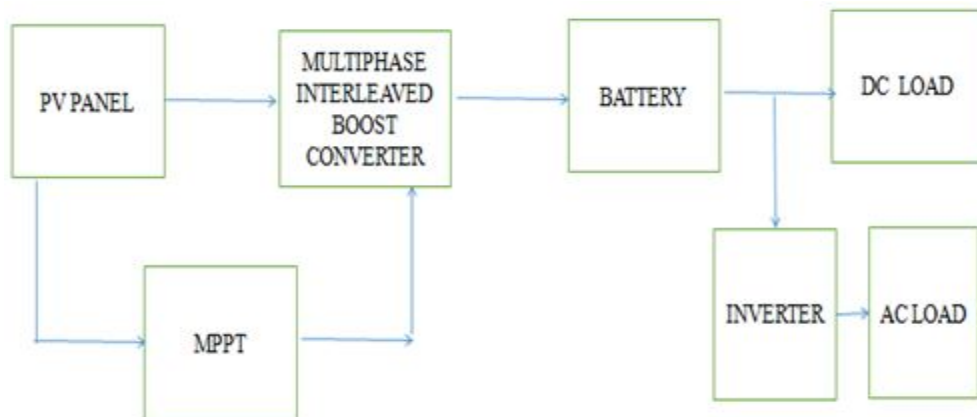 PV PANEL
MULTIPHASE
INTERLEAVED
BOOST
CONVERTER
BATTERY
DC LOAD
MPPT
INVERTER
AC LOAD